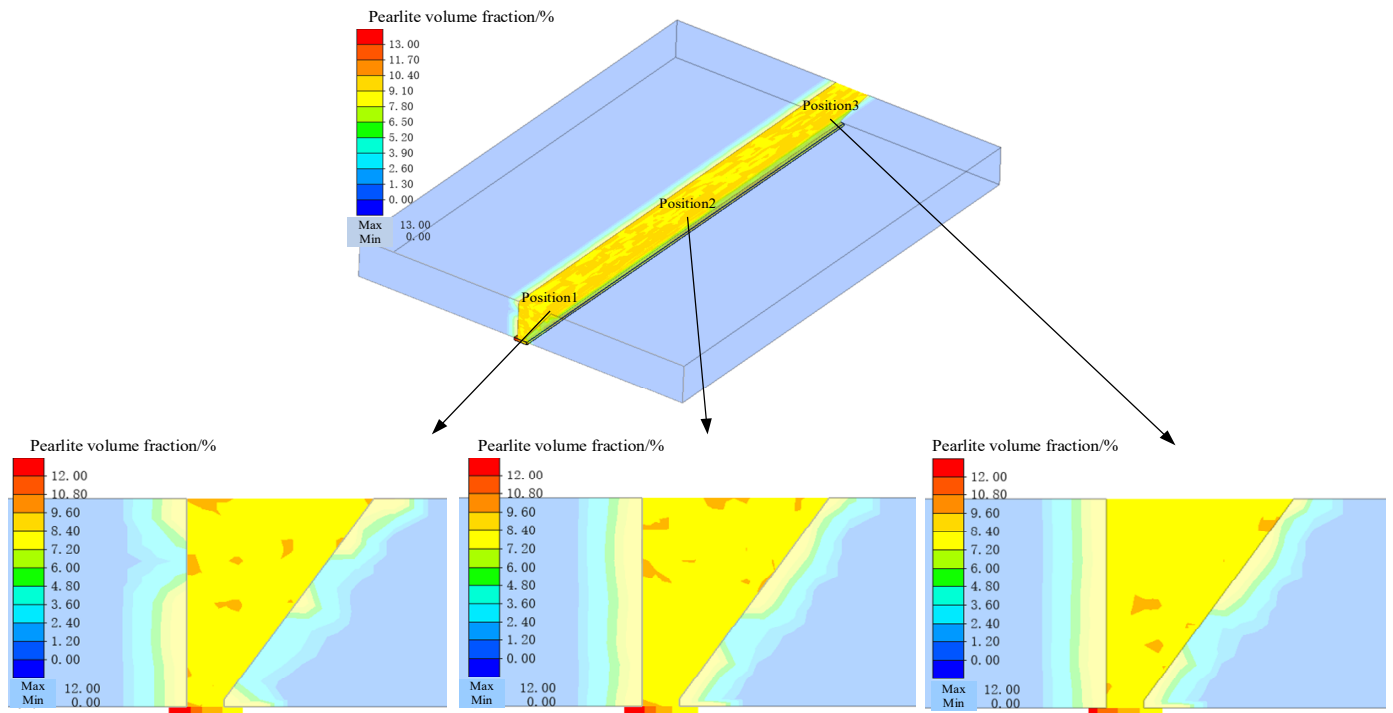 Pearlite volume fraction/%
13. 00
11. 70
10. 40
9. 10
7. 80
6. 50
5. 20
3. 90
2. 60
1. 30
0. 00
Max 13. 00
Min 0. 00
Position3
Position2
Position1
Pearlite volume fraction/%
12. 00
10. 80
9. 60
8. 40
7. 20
6. 00
4. 80
3. 60
2. 40
1. 20
0. 00
Max 12. 00
Min 0. 00
Pearlite volume fraction/%
12. 00
10. 80
9. 60
8. 40
7. 20
6. 00
4. 80
3. 60
2. 40
1. 20
0. 00
Max 12. 00
Min 0. 00
Pearlite volume fraction/%
12. 00
10. 80
9. 60
8. 40
7. 20
6. 00
4. 80
3. 60
2. 40
1. 20
0. 00
Max 12. 00
Min 0. 00